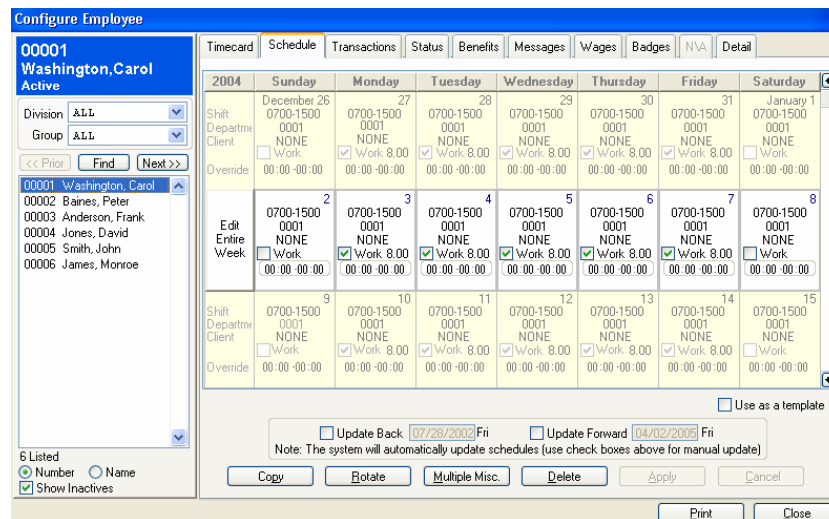 Configure Employee
00001
Washington,Carol
Active
Division ALL
Group ALL
<< Prior Find Next >>
00001 Washington, Carol
00002 Baines, Peter
00003 Anderson, Frank
00004 Jones, David
00005 Smith, John
00006 James, Monroe
6 Listed
Number Name
Show Inactives
Timecard Schedule Transactions Status Benefits Messages Wages Badges N\A Detail
2004 Sunday Monday Tuesday Wednesday Thursday Friday Saturday
December 26 27 28 29 30 31 January 1
Shift 0700-1500 0700-1500 0700-1500 0700-1500 0700-1500 0700-1500 0700-1500
Departme 0001 0001 0001 0001 0001 0001 0001
Client NONE NONE NONE NONE NONE NONE NONE
Work Work 8.00 Work 8.00 Work 8.00 Work 8.00 Work 8.00 Work
Override 00:00-00:00 00:00-00:00 00:00-00:00 00:00-00:00 00:00-00:00 00:00-00:00 00:00-00:00
2 3 4 5 6 7 8
0700-1500 0700-1500 0700-1500 0700-1500 0700-1500 0700-1500 0700-1500
Edit 0001 0001 0001 0001 0001 0001 0001
Entire NONE NONE NONE NONE NONE NONE NONE
Week Work Work 8.00 Work 8.00 Work 8.00 Work 8.00 Work 8.00 Work
00:00-00:00 00:00-00:00 00:00-00:00 00:00-00:00 00:00-00:00 00:00-00:00 00:00-00:00
9 10 11 12 13 14 15
Shift 0700-1500 0700-1500 0700-1500 0700-1500 0700-1500 0700-1500 0700-1500
Departme 0001 0001 0001 0001 0001 0001 0001
Client NONE NONE NONE NONE NONE NONE NONE
Work Work 8.00 Work 8.00 Work 8.00 Work 8.00 Work 8.00 Work
Override 00:00-00:00 00:00-00:00 00:00-00:00 00:00-00:00 00:00-00:00 00:00-00:00 00:00-00:00
Use as a template
Update Back 07/28/2002 Fri Update Forward 04/02/2005 Fri
Note: The system will automatically update schedules (use check boxes above for manual update)
Copy Rotate Multiple Misc. Delete Apply Cancel
Print Close